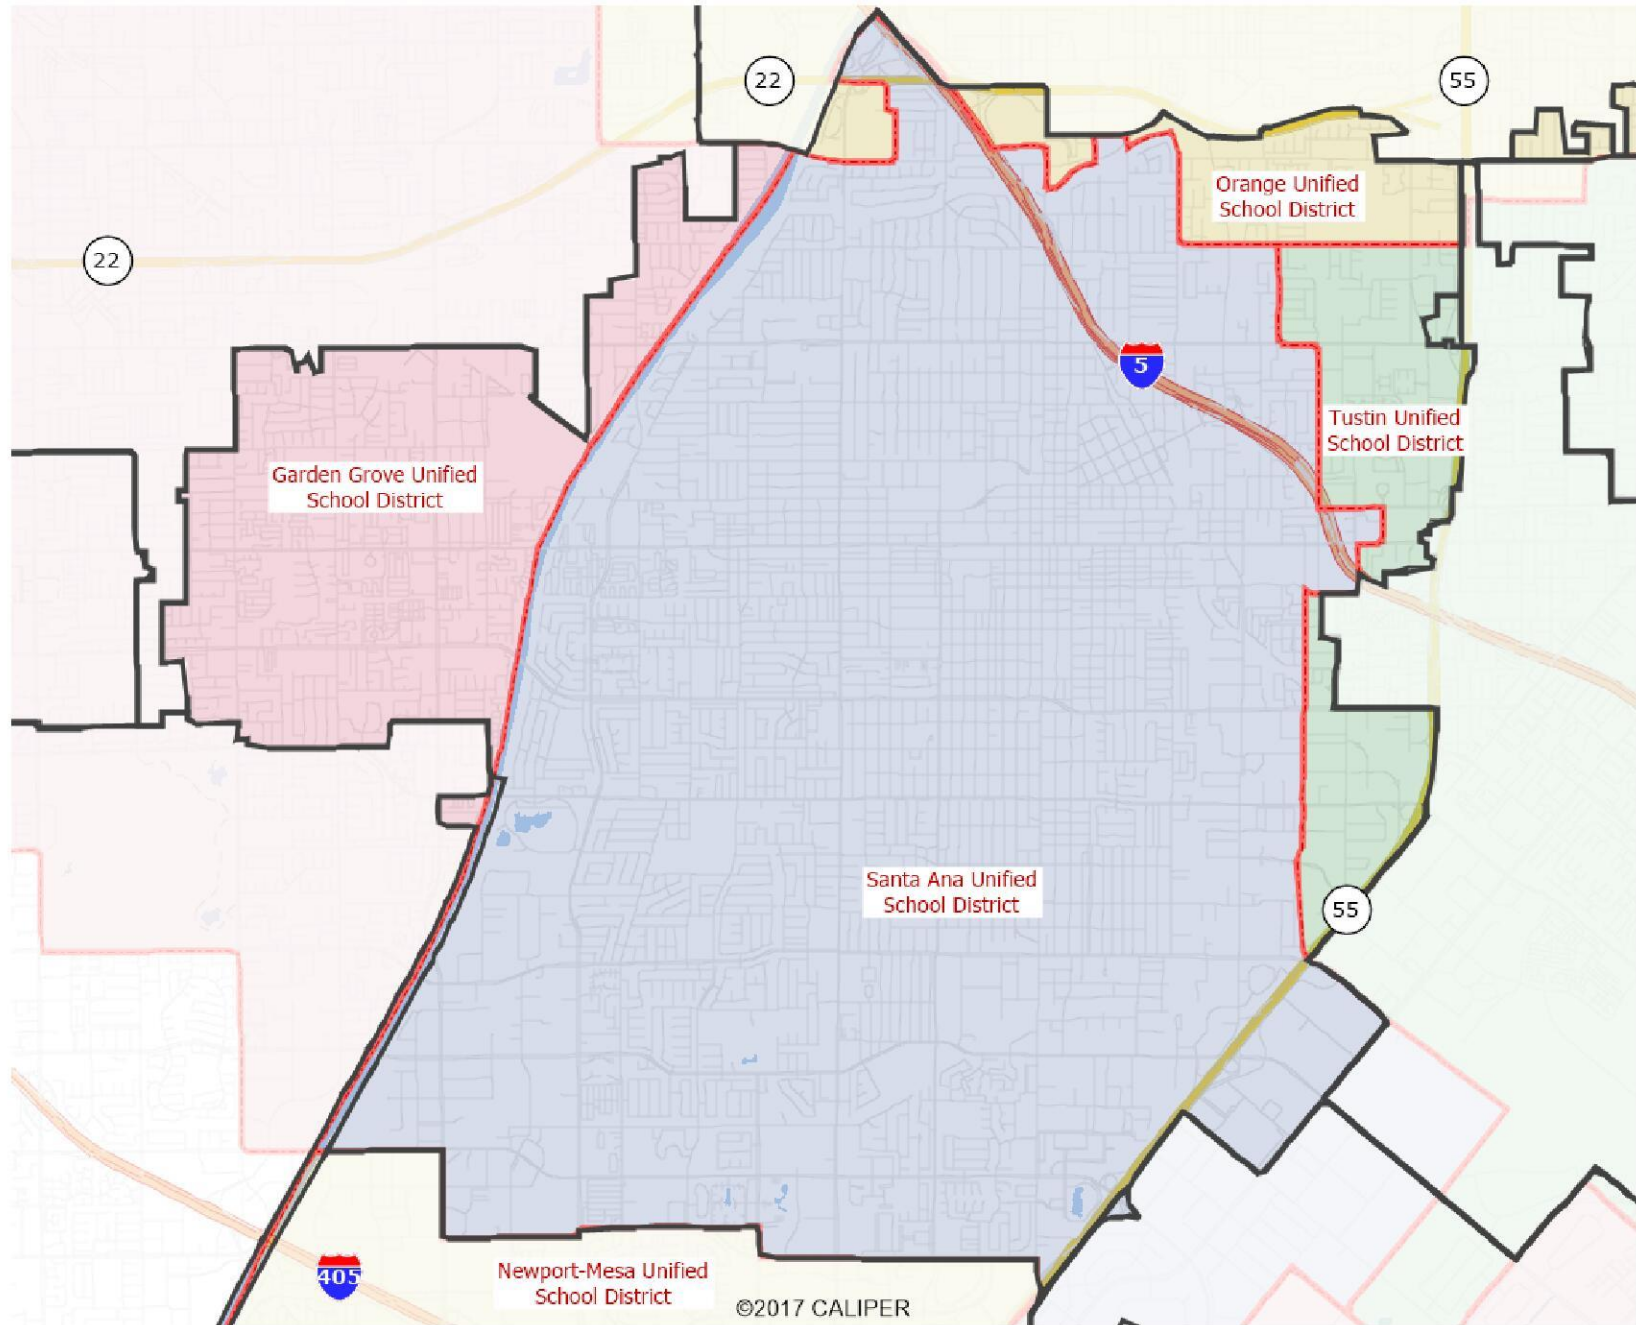 22
55
Orange Unified
School District
22
5
Tustin Unified
School District
Garden Grove Unified
School District
Santa Ana Unified
School District
55
405
Newport-Mesa Unified
School District
©2017 CALIPER